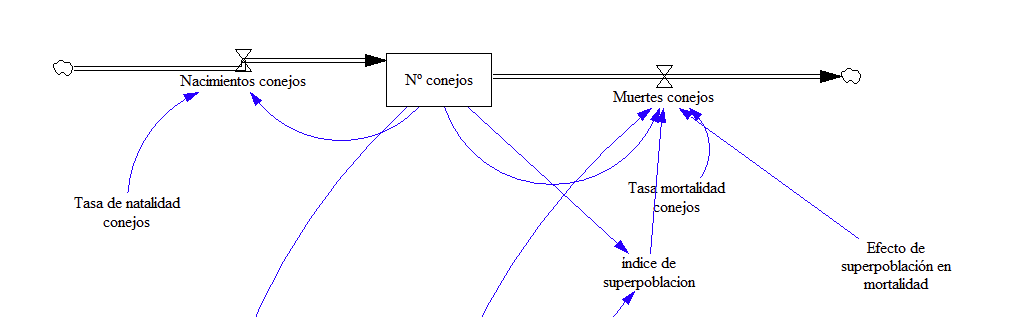 Nacimientos conejos
Nº conejos
Muertes conejos
Tasa de natalidad
conejos
Tasa mortalidad
conejos
indice de
superpoblacion
Efecto de
superpoblación en
mortalidad